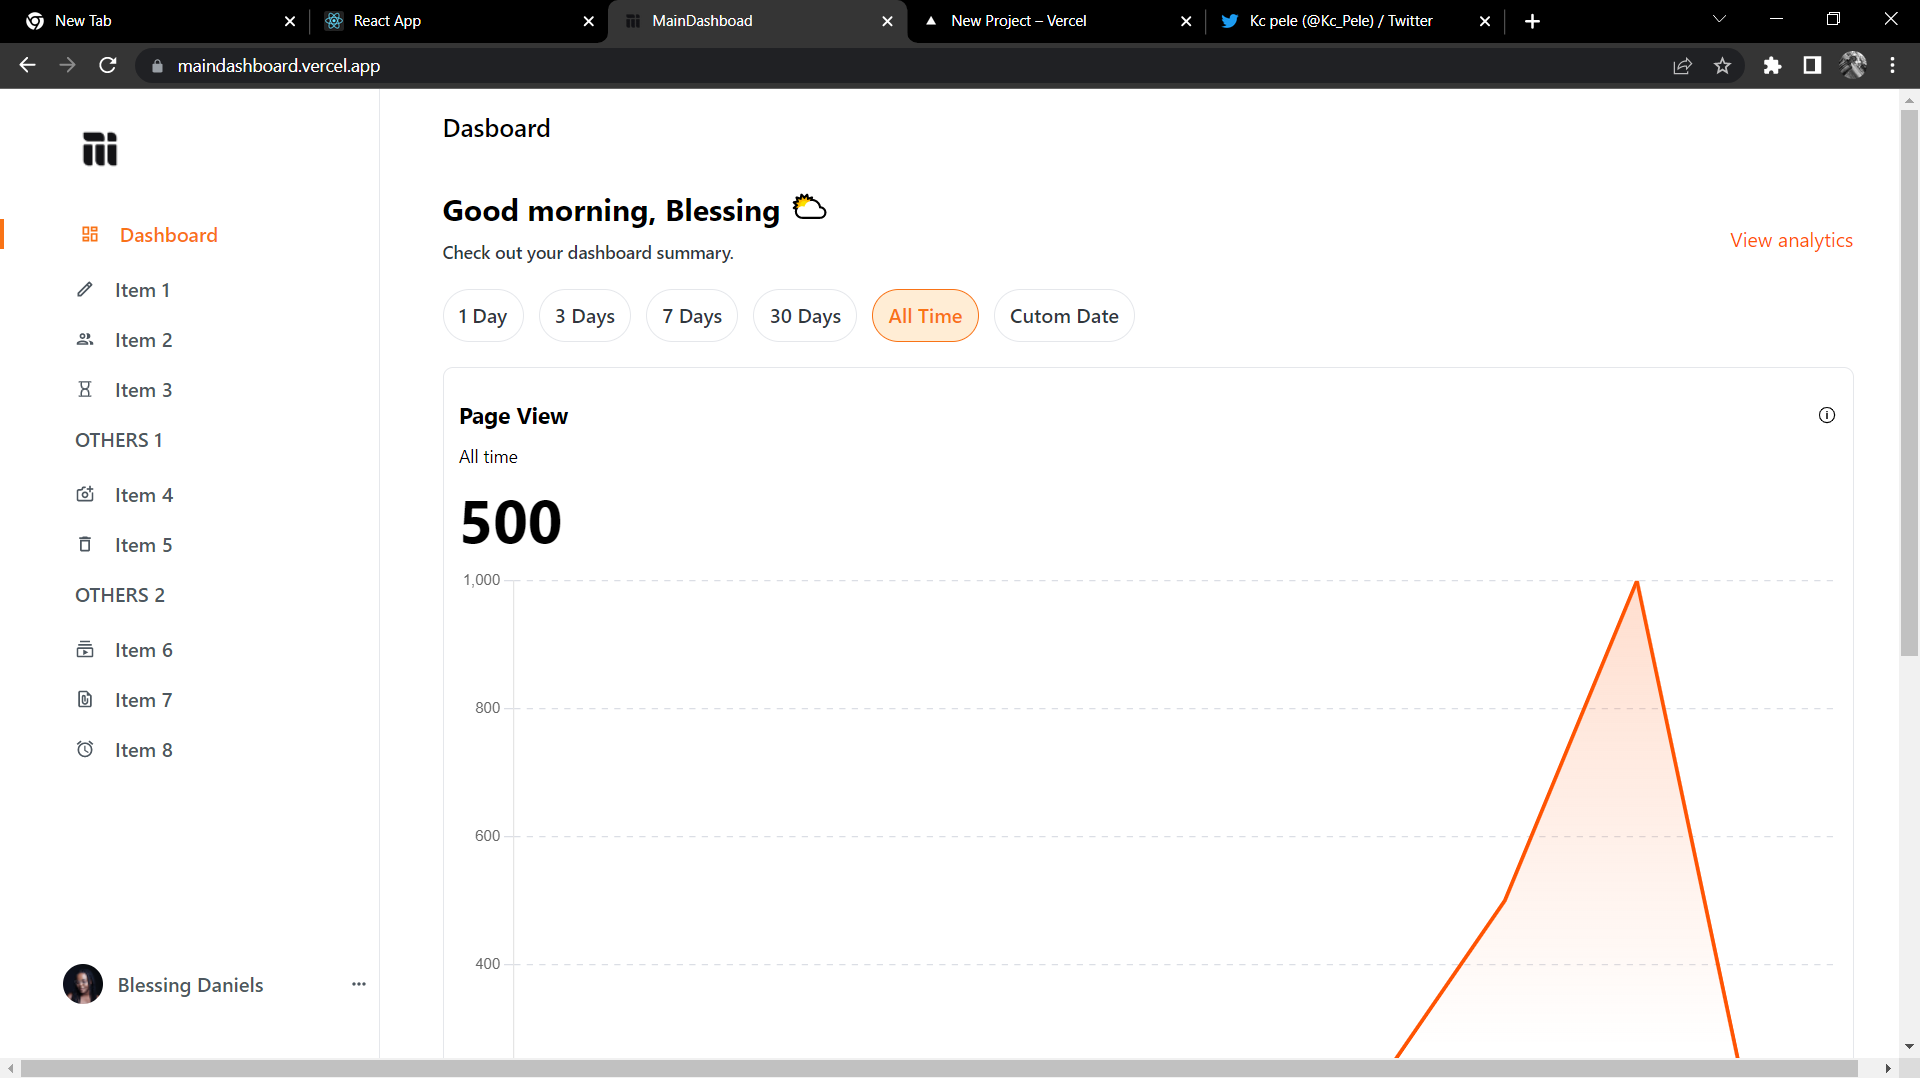 New Tab
React App
MainDashboad
New Project – Vercel
Kc pele (@Kc_Pele) / Twitter
maindashboard.vercel.app
Dashboard
Item 1
Item 2
Item 3
OTHERS 1
Item 4
Item 5
OTHERS 2
Item 6
Item 7
Item 8
Blessing Daniels
Dasboard
Good morning, Blessing
Check out your dashboard summary.
View analytics
1 Day 3 Days 7 Days 30 Days All Time Cutom Date
Page View
All time
500
1,000
800
600
400